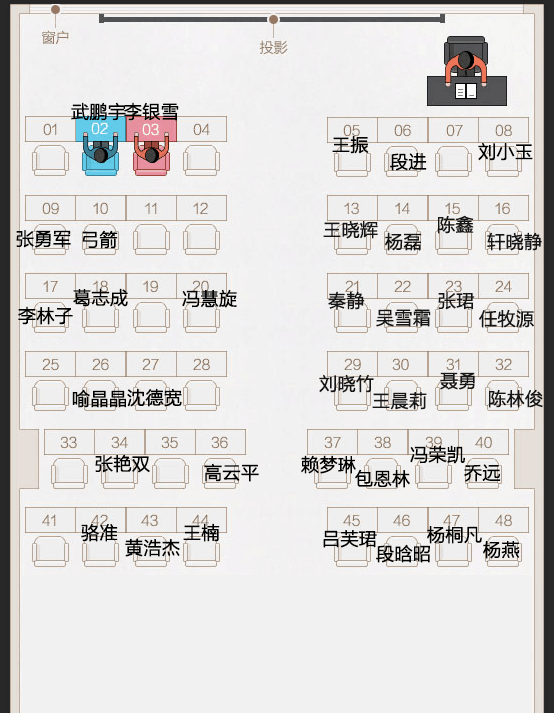 窗户
投影
武鹏宇 李银雪
01 02 03 04 05 06 07 08
王振 段进 刘小玉
09 10 11 12 13 14 15 16
张勇军 弓箭 王晓辉 杨磊 陈鑫 轩晓静
17 18 19 20 21 22 23 24
李林子 葛志成 冯慧旋 秦静 吴雪霜 张珺 任牧源
25 26 27 28 29 30 31 32
喻晶晶 沈德宽 刘晓竹 王晨莉 聂勇 陈林俊
33 34 35 36 37 38 39 40
张艳双 高云平 赖梦琳 包恩林 冯荣凯 乔远
41 42 43 44 45 46 47 48
骆准 黄浩杰 王楠 吕芙珺 段晗昭 杨桐凡 杨燕